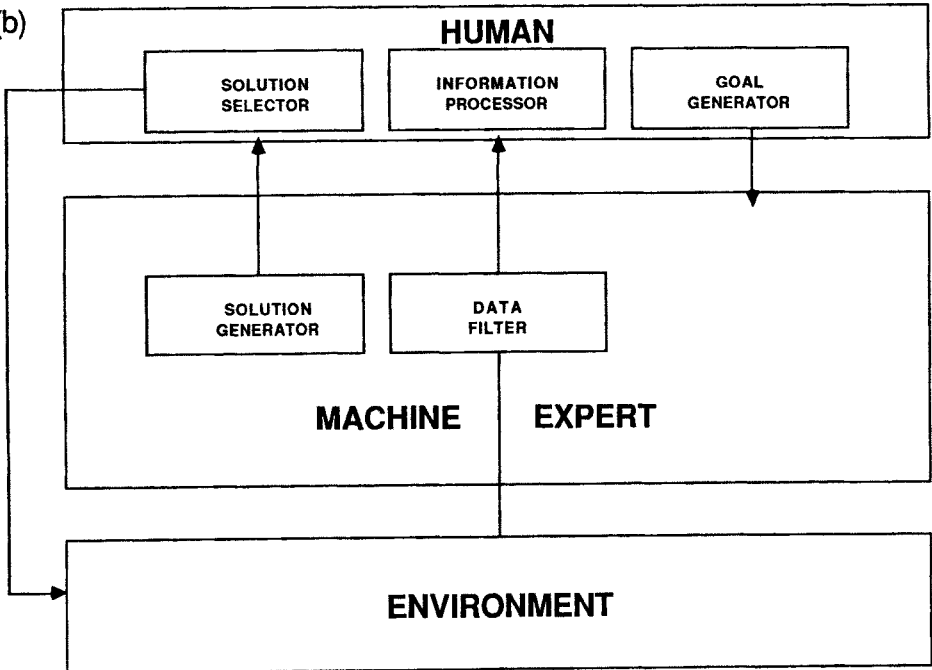 (b)
HUMAN
SOLUTION
SELECTOR
INFORMATION
PROCESSOR
GOAL
GENERATOR
SOLUTION
GENERATOR
DATA
FILTER
MACHINE EXPERT
ENVIRONMENT